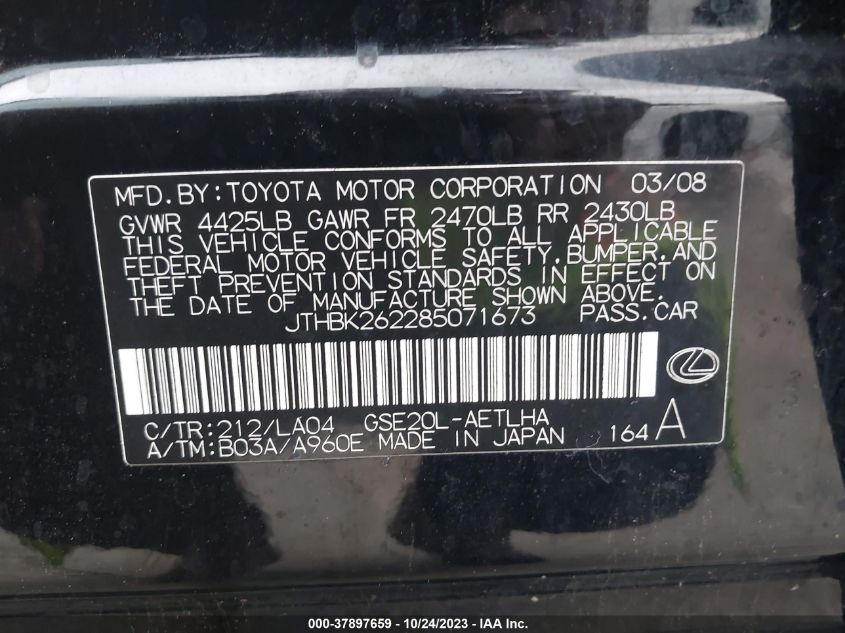 MFD.BY:TOYOTA MOTOR CORPORATION 03/08
GVWR 4425LB GAWR FR 2470LB RR 2430LB
THIS VEHICLE CONFORMS TO ALL APPLICABLE
FEDERAL MOTOR VEHICLE SAFETY,BUMPER,AND
THEFT PREVENTION STANDARDS IN EFFECT ON
THE DATE OF MANUFACTURE SHOWN ABOVE.
JTHBK262285071673 PASS.CAR
C/TR:212/LA04 GSE20L-AETLHA
A/TM:B03A/A960E MADE IN JAPAN 164 A
000-37897659 - 10/24/2023 - IAA Inc.